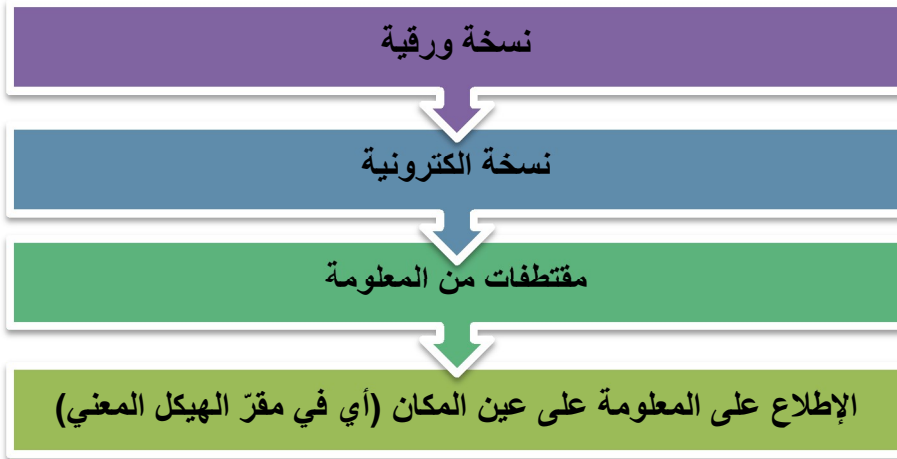 نسخة ورقية
نسخة الكترونية
مقتطفات من المعلومة
الإطلاع على المعلومة على عين المكان (أي في مقرّ الهيكل المعني)